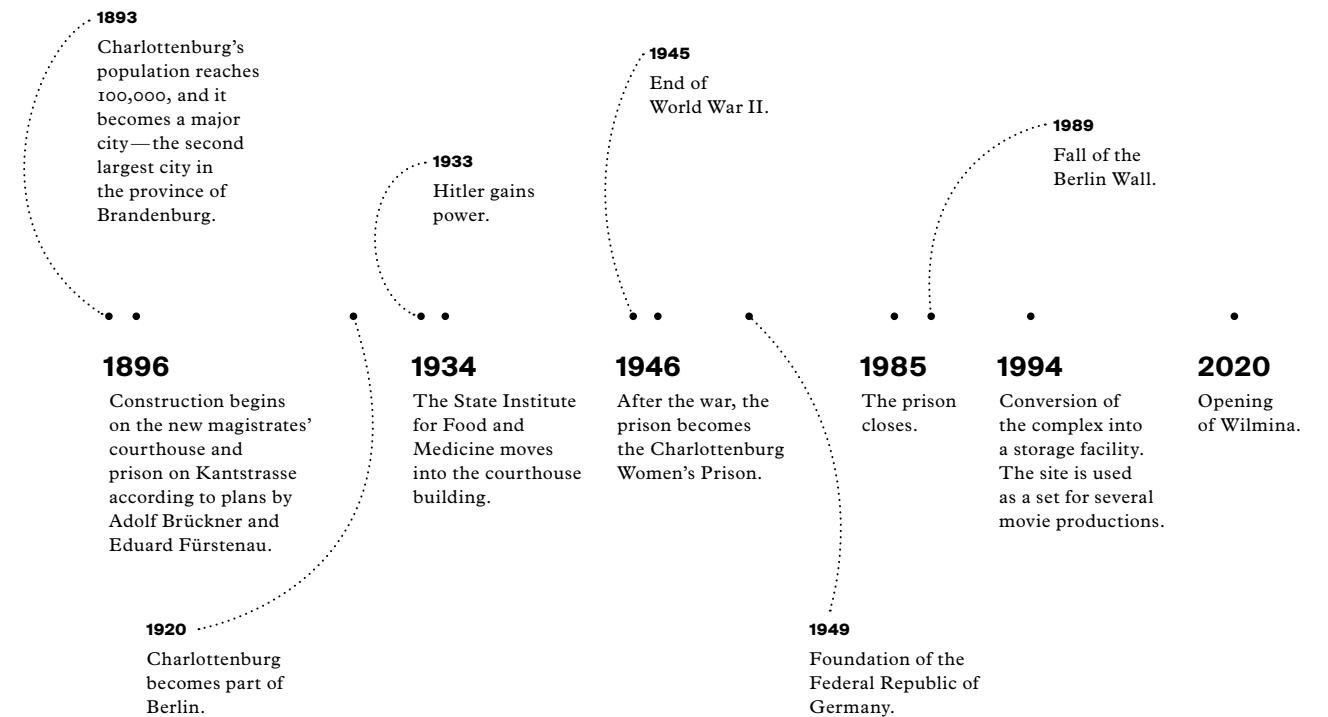 1893
Charlottenburg’s
population reaches
100,000, and it
becomes a major
city—the second
largest city in
the province of
Brandenburg.
1933
Hitler gains
power.
1945
End of
World War II.
1989
Fall of the
Berlin Wall.
1896
Construction begins
on the new magistrates’
courthouse and
prison on Kantstrasse
according to plans by
Adolf Brückner and
Eduard Fürstenau.
1934
The State Institute
for Food and
Medicine moves
into the courthouse
building.
1946
After the war, the
prison becomes
the Charlottenburg
Women’s Prison.
1985
The prison
closes.
1994
Conversion of
the complex into
a storage facility.
The site is used
as a set for several
movie productions.
2020
Opening
of Wilmina.
1920
Charlottenburg
becomes part of
Berlin.
1949
Foundation of the
Federal Republic of
Germany.